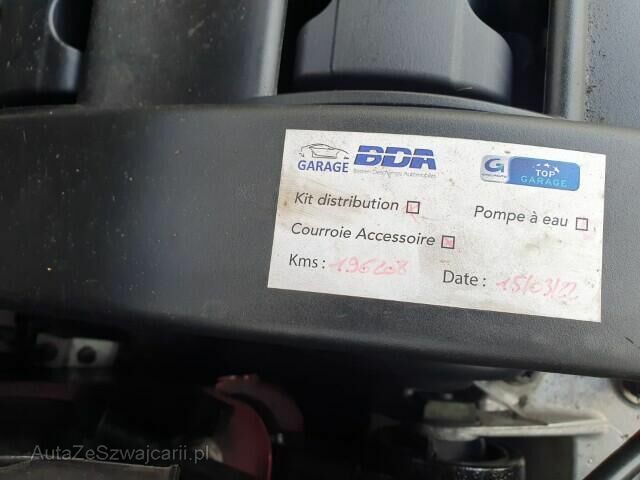 GARAGE BDA
TOP GARAGE
Kit distribution
Pompe à eau
Courroie Accessoire
Kms : 196208
Date : 15/03/22
AutaZeSzwajcarii.pl